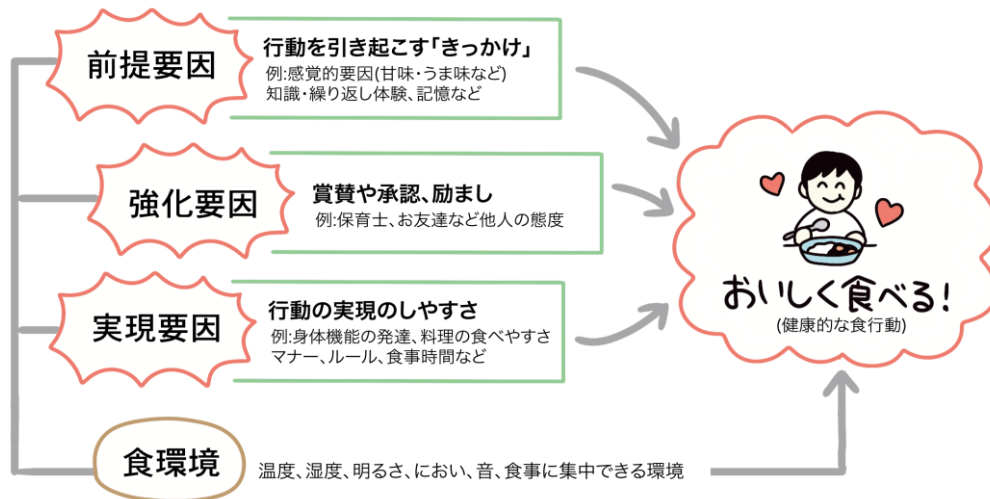 前提要因
行動を引き起こす「きっかけ」
例:感覚的要因(甘味・うま味など)
知識・繰り返し体験、記憶など
強化要因
賞賛や承認、励まし
例:保育士、お友達など他人の態度
実現要因
行動の実現のしやすさ
例:身体機能の発達、料理の食べやすさ
マナー、ルール、食事時間など
食環境
温度、湿度、明るさ、におい、音、食事に集中できる環境
おいしく食べる!
(健康的な食行動)